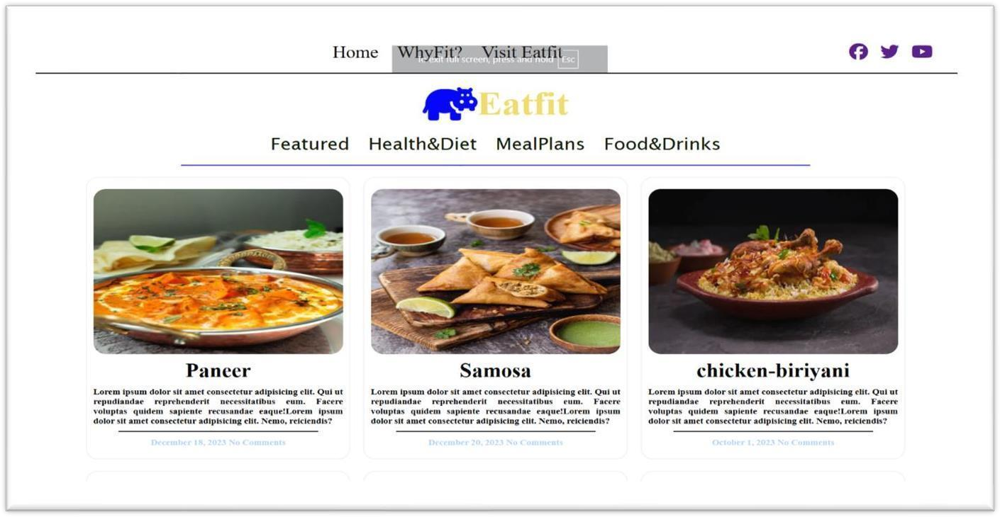 Home WhyFit? Visit Eatfit
To exit full screen, press and hold Esc
Eatfit
Featured Health&Diet MealPlans Food&Drinks
Paneer
Lorem ipsum dolor sit amet consectetur adipisicing elit. Qui ut
repudiandae reprehenderit necessitatibus eum. Facere
voluptas quidem sapiente recusandae eaque!Lorem ipsum
dolor sit amet consectetur adipisicing elit. Nemo, reiciendis?
December 18, 2023 No Comments
Samosa
Lorem ipsum dolor sit amet consectetur adipisicing elit. Qui ut
repudiandae reprehenderit necessitatibus eum. Facere
voluptas quidem sapiente recusandae eaque!Lorem ipsum
dolor sit amet consectetur adipisicing elit. Nemo, reiciendis?
December 20, 2023 No Comments
chicken-biriyani
Lorem ipsum dolor sit amet consectetur adipisicing elit. Qui ut
repudiandae reprehenderit necessitatibus eum. Facere
voluptas quidem sapiente recusandae eaque!Lorem ipsum
dolor sit amet consectetur adipisicing elit. Nemo, reiciendis?
October 1, 2023 No Comments